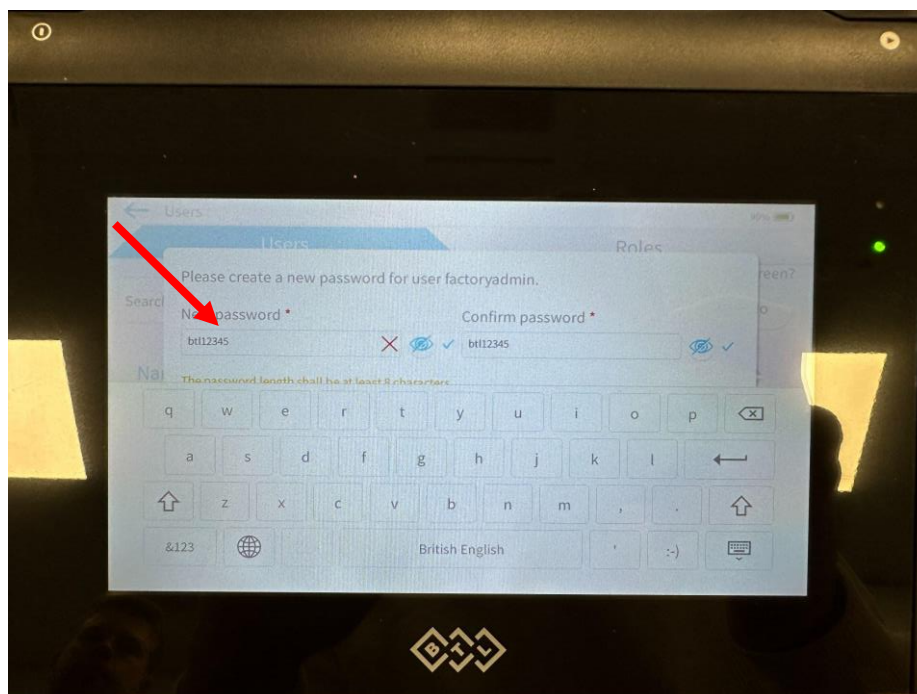 Users
Users Roles
Please create a new password for user factoryadmin.
New password * Confirm password *
btl12345 btl12345
The password length shall be at least 8 characters
q w e r t y u i o p
a s d f g h j k l
z x c v b n m , .
&123 British English ' :-)
BTL